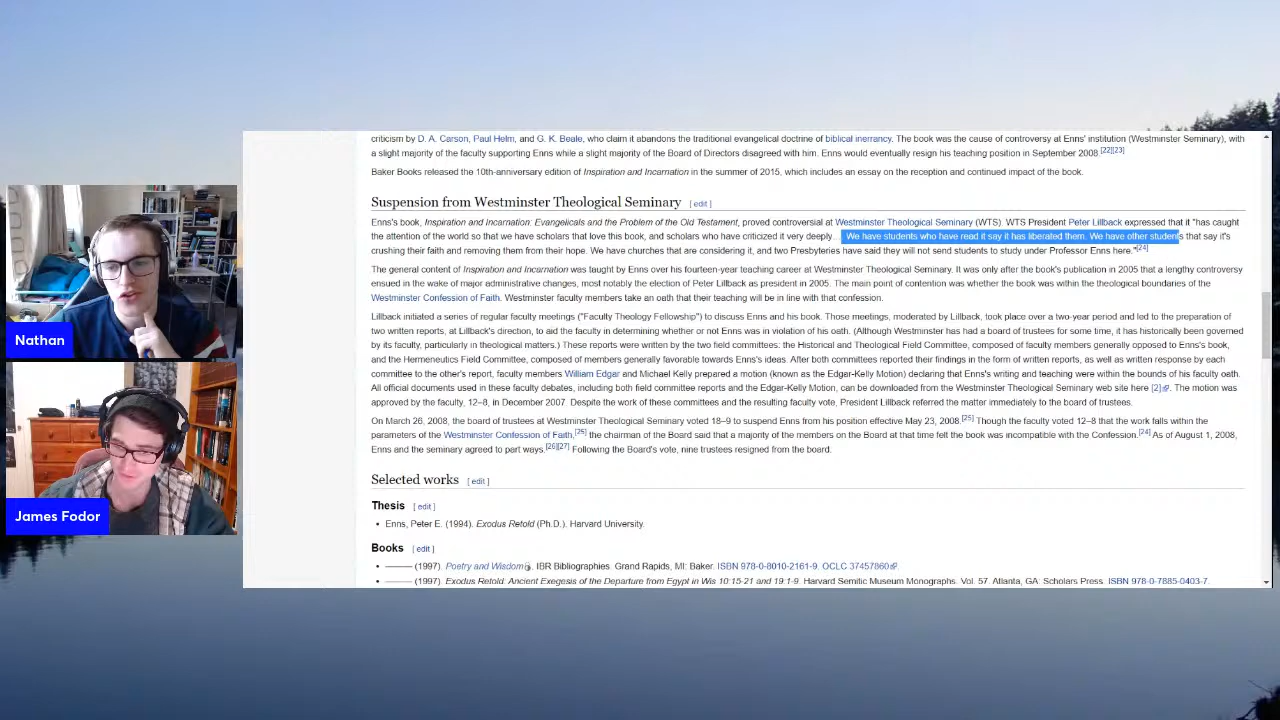 criticism by D. A. Carson, Paul Helm, and G. K. Beale, who claim it abandons the traditional evangelical doctrine of biblical inerrancy. The book was the cause of controversy at Enns' institution (Westminster Seminary), with
a slight majority of the faculty supporting Enns while a slight majority of the Board of Directors disagreed with him. Enns would eventually resign his teaching position in September 2008.[22][23]
Baker Books released the 10th-anniversary edition of Inspiration and Incarnation in the summer of 2015, which includes an essay on the reception and continued impact of the book.
Suspension from Westminster Theological Seminary [ edit ]
Enns's book, Inspiration and Incarnation: Evangelicals and the Problem of the Old Testament, proved controversial at Westminster Theological Seminary (WTS). WTS President Peter Lillback expressed that it "has caught
the attention of the world so that we have scholars that love this book, and scholars who have criticized it very deeply... We have students who have read it say it has liberated them. We have other students that say it's
crushing their faith and removing them from their hope. We have churches that are considering it, and two Presbyteries have said they will not send students to study under Professor Enns here."[24]
The general content of Inspiration and Incarnation was taught by Enns over his fourteen-year teaching career at Westminster Theological Seminary. It was only after the book's publication in 2005 that a lengthy controversy
ensued in the wake of major administrative changes, most notably the election of Peter Lillback as president in 2005. The main point of contention was whether the book was within the theological boundaries of the
Westminster Confession of Faith. Westminster faculty members take an oath that their teaching will be in line with that confession.
Lillback initiated a series of regular faculty meetings ("Faculty Theology Fellowship") to discuss Enns and his book. Those meetings, moderated by Lillback, took place over a two-year period and led to the preparation of
two written reports, at Lillback's direction, to aid the faculty in determining whether or not Enns was in violation of his oath. (Although Westminster has had a board of trustees for some time, it has historically been governed
by its faculty, particularly in theological matters.) These reports were written by the two field committees: the Historical and Theological Field Committee, composed of faculty members generally opposed to Enns's book,
and the Hermeneutics Field Committee, composed of members generally favorable towards Enns's ideas. After both committees reported their findings in the form of written reports, as well as written response by each
committee to the other's report, faculty members William Edgar and Michael Kelly prepared a motion (known as the Edgar-Kelly Motion) declaring that Enns's writing and teaching were within the bounds of his faculty oath.
All official documents used in these faculty debates, including both field committee reports and the Edgar-Kelly Motion, can be downloaded from the Westminster Theological Seminary web site here [2]. The motion was
approved by the faculty, 12–8, in December 2007. Despite the work of these committees and the resulting faculty vote, President Lillback referred the matter immediately to the board of trustees.
On March 26, 2008, the board of trustees at Westminster Theological Seminary voted 18–9 to suspend Enns from his position effective May 23, 2008.[25] Though the faculty voted 12–8 that the work falls within the
parameters of the Westminster Confession of Faith,[25] the chairman of the Board said that a majority of the members on the Board at that time felt the book was incompatible with the Confession.[24] As of August 1, 2008,
Enns and the seminary agreed to part ways.[26][27] Following the Board's vote, nine trustees resigned from the board.
Selected works [ edit ]
Thesis [ edit ]
• Enns, Peter E. (1994). Exodus Retold (Ph.D.). Harvard University.
Books [ edit ]
• ——— (1997). Poetry and Wisdom. IBR Bibliographies. Grand Rapids, MI: Baker. ISBN 978-0-8010-2161-9. OCLC 37457860.
• ——— (1997). Exodus Retold: Ancient Exegesis of the Departure from Egypt in Wis 10:15-21 and 19:1-9. Harvard Semitic Museum Monographs. Vol. 57. Atlanta, GA: Scholars Press. ISBN 978-0-7885-0403-7.
Nathan
James Fodor